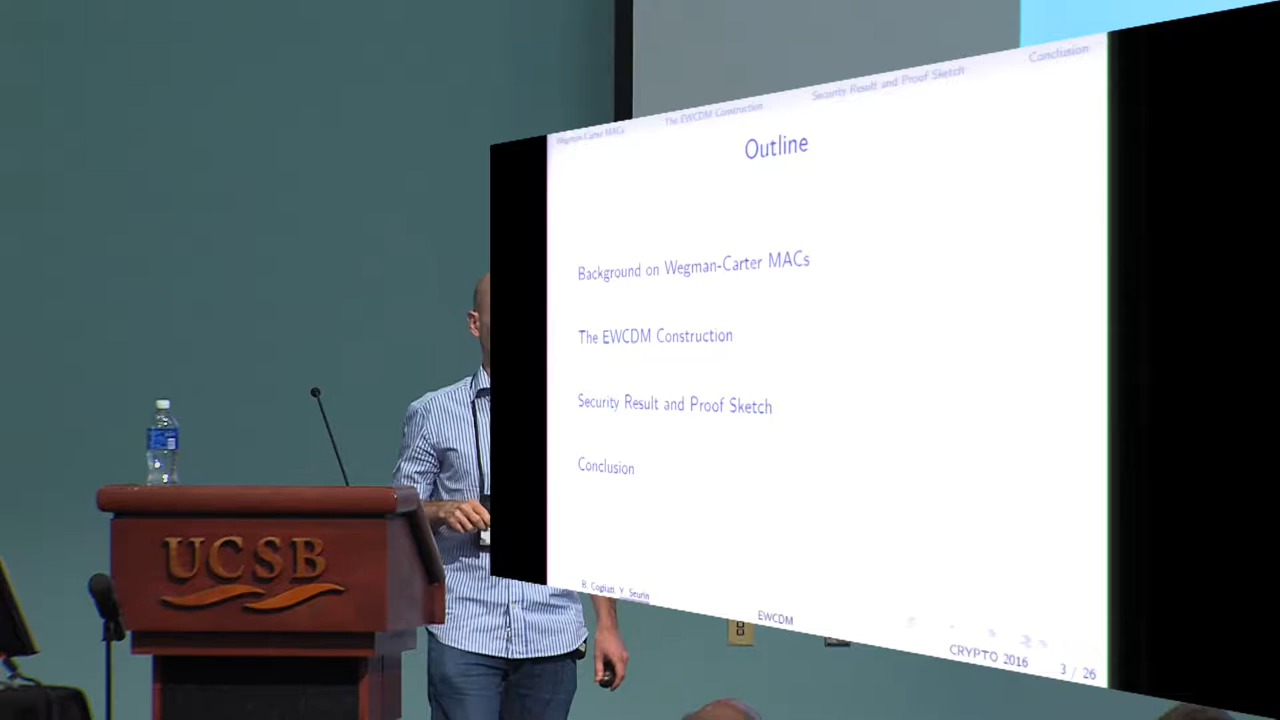 Wegman-Carter MACs
The EWCDM Construction
Security Result and Proof Sketch
Conclusion
Outline
Background on Wegman-Carter MACs
The EWCDM Construction
Security Result and Proof Sketch
Conclusion
B. Cogliati, Y. Seurin
EWCDM
CRYPTO 2016
3 / 26
UCSB